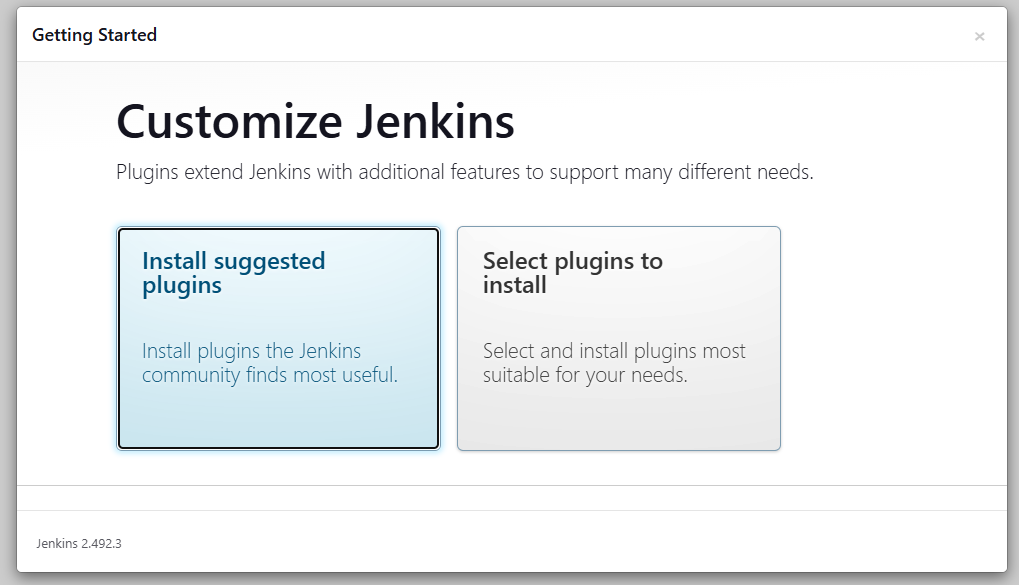 Getting Started
×
Customize Jenkins
Plugins extend Jenkins with additional features to support many different needs.
Install suggested
plugins
Install plugins the Jenkins
community finds most useful.
Select plugins to
install
Select and install plugins most
suitable for your needs.
Jenkins 2.492.3